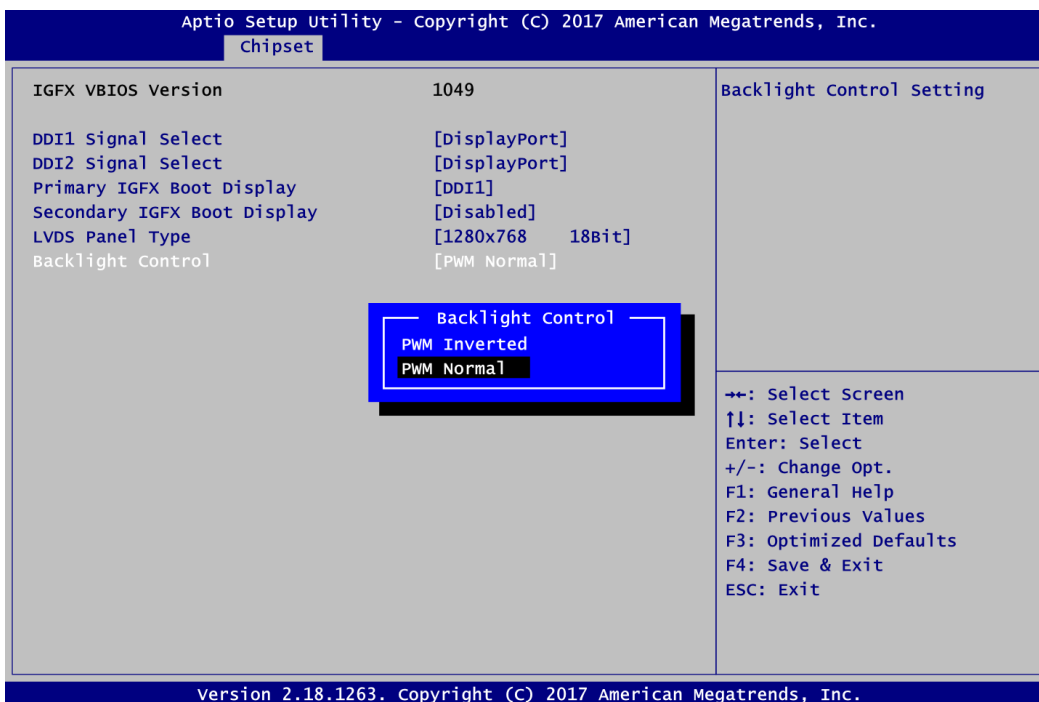 Aptio Setup Utility - Copyright (C) 2017 American Megatrends, Inc.
Chipset
IGFX VBIOS Version 1049
DDI1 Signal Select [DisplayPort]
DDI2 Signal Select [DisplayPort]
Primary IGFX Boot Display [DDI1]
Secondary IGFX Boot Display [Disabled]
LVDS Panel Type [1280x768 18Bit]
Backlight Control [PWM Normal]
Backlight Control
PWM Inverted
PWM Normal
Backlight Control Setting
→←: Select Screen
↑↓: Select Item
Enter: Select
+/-: Change Opt.
F1: General Help
F2: Previous Values
F3: Optimized Defaults
F4: Save & Exit
ESC: Exit
Version 2.18.1263. Copyright (C) 2017 American Megatrends, Inc.